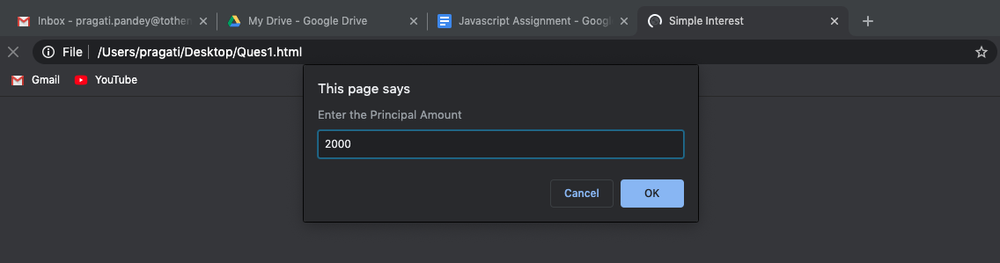 Inbox - pragati.pandey@tothen
My Drive - Google Drive
Javascript Assignment - Googl
Simple Interest
File
/Users/pragati/Desktop/Ques1.html
Gmail
YouTube
This page says
Enter the Principal Amount
2000
Cancel
OK